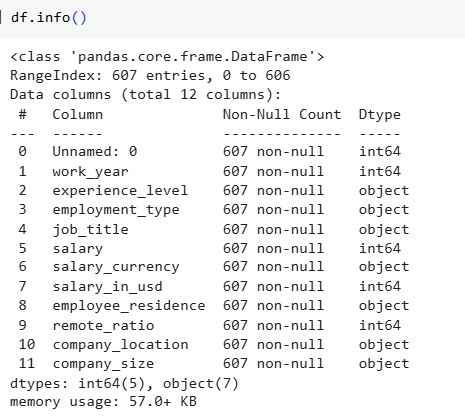 df.info()
<class 'pandas.core.frame.DataFrame'>
RangeIndex: 607 entries, 0 to 606
Data columns (total 12 columns):
 #   Column              Non-Null Count  Dtype
---  ------              --------------  -----
 0   Unnamed: 0          607 non-null    int64
 1   work_year           607 non-null    int64
 2   experience_level    607 non-null    object
 3   employment_type     607 non-null    object
 4   job_title           607 non-null    object
 5   salary              607 non-null    int64
 6   salary_currency     607 non-null    object
 7   salary_in_usd       607 non-null    int64
 8   employee_residence  607 non-null    object
 9   remote_ratio        607 non-null    int64
 10  company_location    607 non-null    object
 11  company_size        607 non-null    object
dtypes: int64(5), object(7)
memory usage: 57.0+ KB